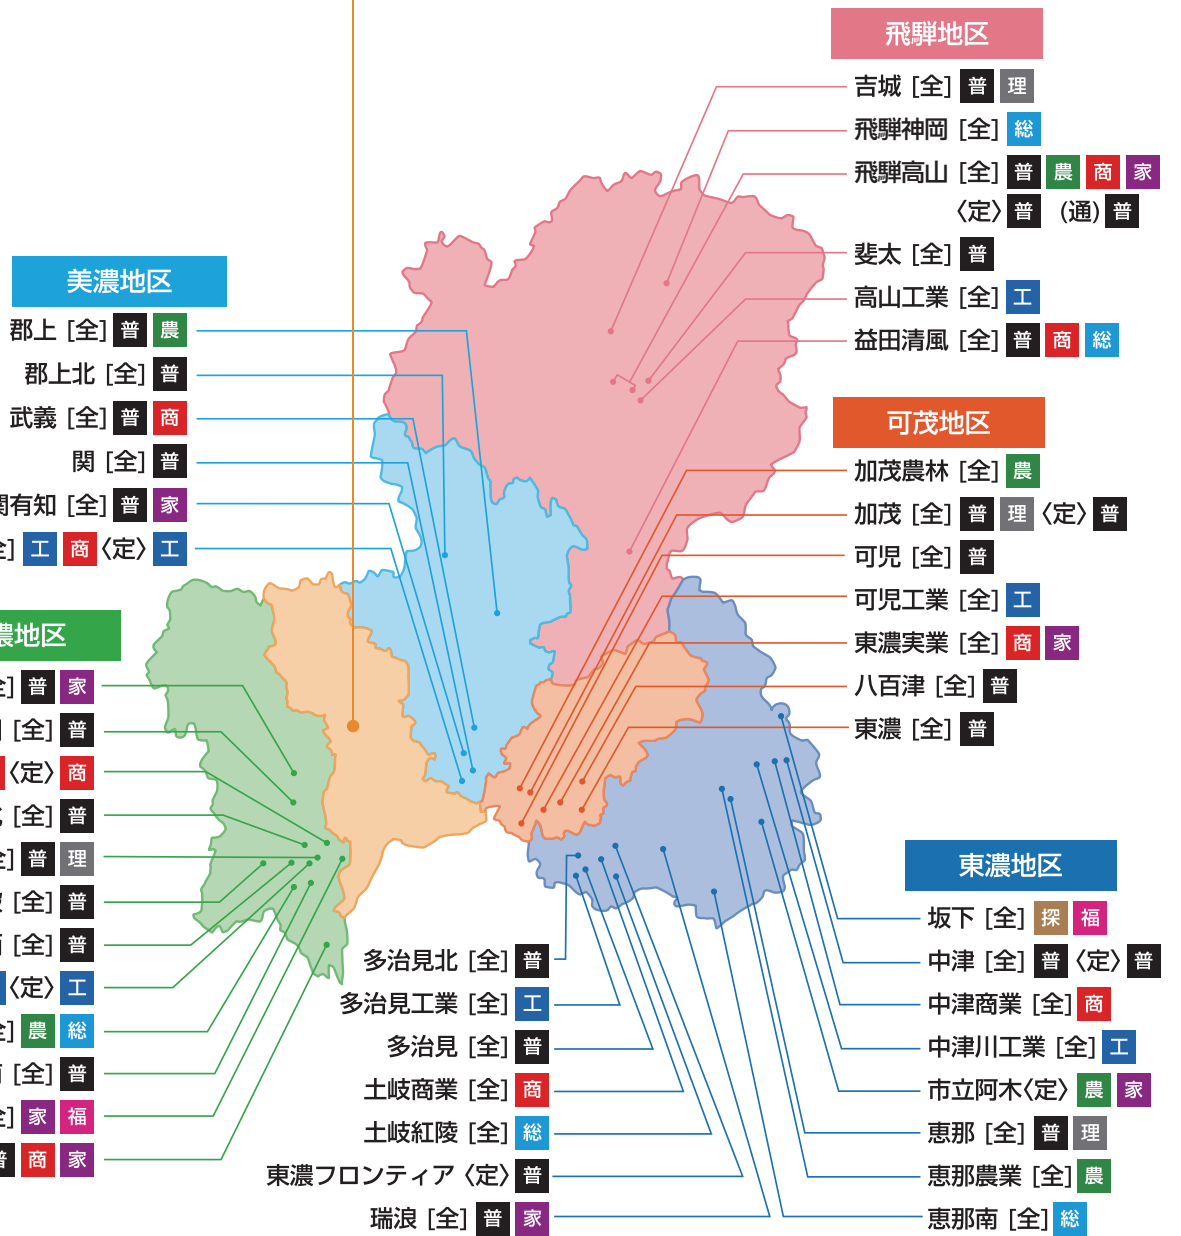 飛騨地区
吉城 [全] 普 理
飛騨神岡 [全] 総
飛騨高山 [全] 普 農 商 家
〈定〉普 (通) 普
斐太 [全] 普
高山工業 [全] 工
益田清風 [全] 普 商 総
美濃地区
郡上 [全] 普 農
郡上北 [全] 普
武義 [全] 普 商
関 [全] 普
関有知 [全] 普 家
全] 工 商〈定〉工
可茂地区
加茂農林 [全] 農
加茂 [全] 普 理〈定〉普
可児 [全] 普
可児工業 [全] 工
東濃実業 [全] 商 家
八百津 [全] 普
東濃 [全] 普
濃地区
全] 普 家
[全] 普
〈定〉商
[全] 普
全] 普 理
[全] 普
[全] 普
〈定〉工
全] 農 総
[全] 普
全] 家 福
普 商 家
東濃地区
坂下 [全] 探 福
中津 [全] 普〈定〉普
中津商業 [全] 商
中津川工業 [全] 工
市立阿木〈定〉農 家
恵那 [全] 普 理
恵那農業 [全] 農
恵那南 [全] 総
多治見北 [全] 普
多治見工業 [全] 工
多治見 [全] 普
土岐商業 [全] 商
土岐紅陵 [全] 総
東濃フロンティア〈定〉普
瑞浪 [全] 普 家